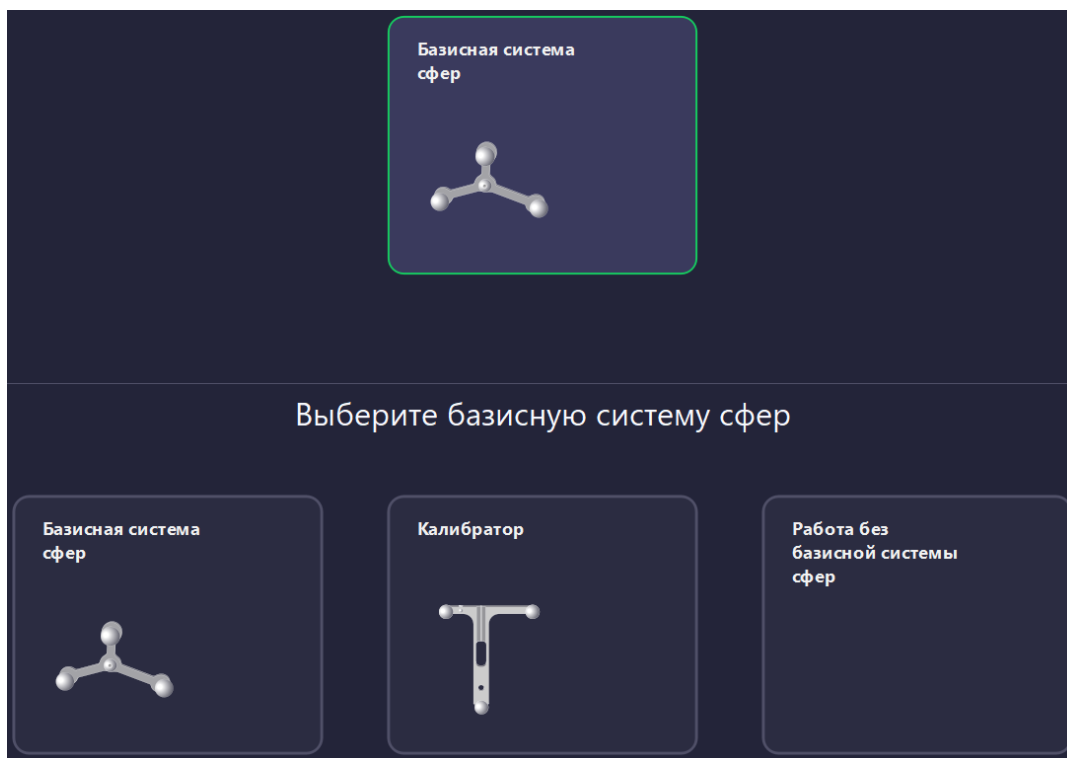 Базисная система
сфер
Выберите базисную систему сфер
Базисная система
сфер
Калибратор
Работа без
базисной системы
сфер